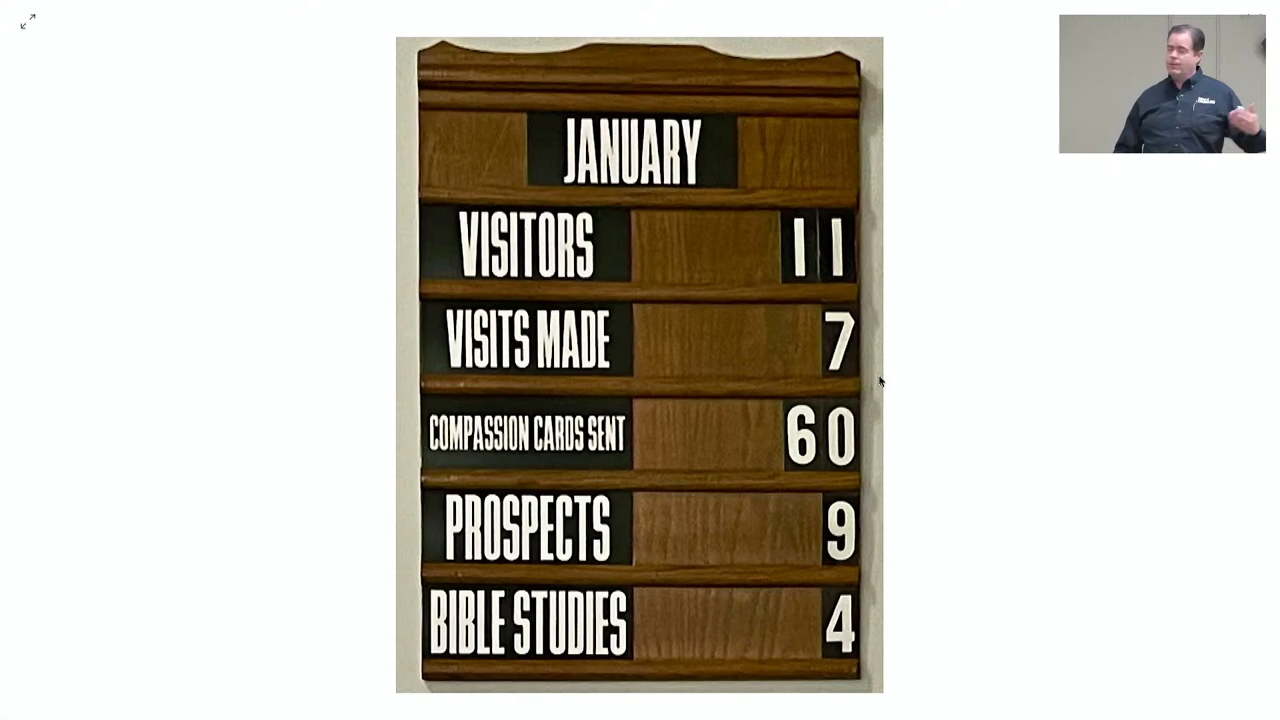 JANUARY
VISITORS 11
VISITS MADE 7
COMPASSION CARDS SENT 60
PROSPECTS 9
BIBLE STUDIES 4